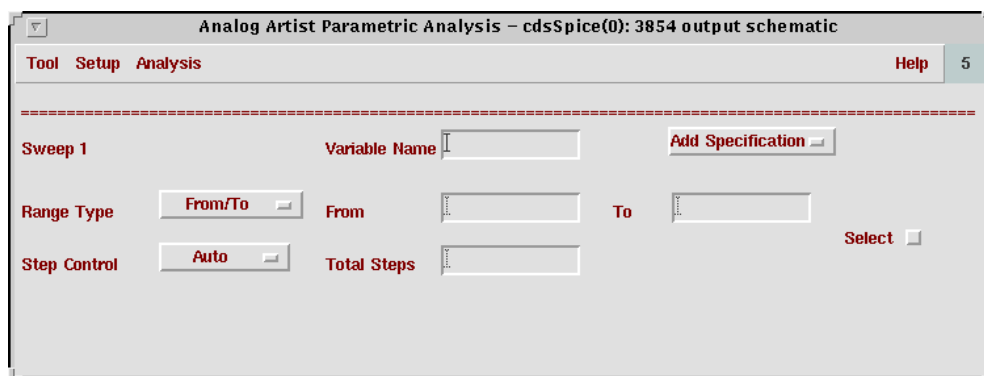 Analog Artist Parametric Analysis – cdsSpice(0): 3854 output schematic
Tool Setup Analysis Help 5
Sweep 1 Variable Name Add Specification
Range Type From/To From To
Select
Step Control Auto Total Steps